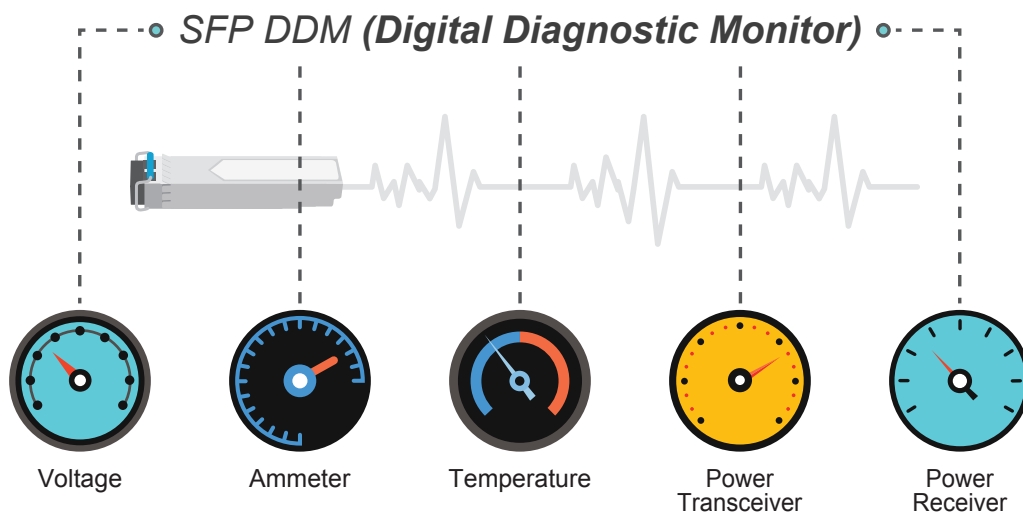 SFP DDM (Digital Diagnostic Monitor)
Voltage
Ammeter
Temperature
Power
Transceiver
Power
Receiver